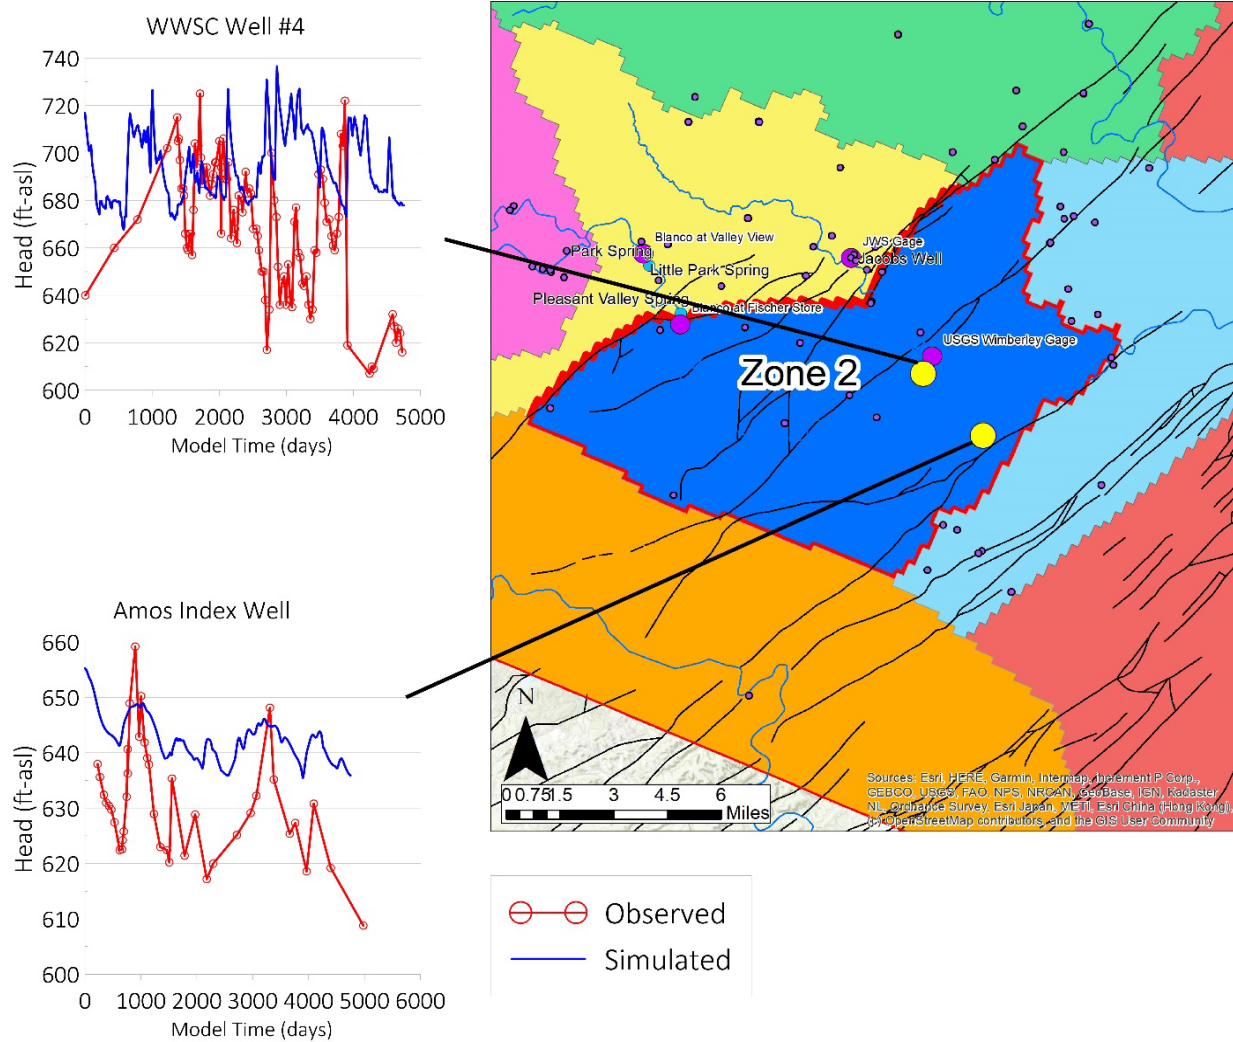 WWSC Well #4
740
720
700
680
660
640
620
600
Head (ft-asl)
0
1000
2000
3000
4000
5000
Model Time (days)
Amos Index Well
660
650
640
630
620
610
600
Head (ft-asl)
0
1000
2000
3000
4000
5000
6000
Model Time (days)
Blanco at Valley View
Park Spring
Little Park Spring
Pleasant Valley Spring
Blanco at Fischer Store
JWS Gage
Jacobs Well
USGS Wimberley Gage
Zone 2
N
0 0.75 1.5 3 4.5 6
Miles
Sources: Esri, HERE, Garmin, Intermap, increment P Corp.,
GEBCO, USGS, FAO, NPS, NRCAN, GeoBase, IGN, Kadaster
NL, Ordnance Survey, Esri Japan, METI, Esri China (Hong Kong),
(c) OpenStreetMap contributors, and the GIS User Community
Observed
Simulated